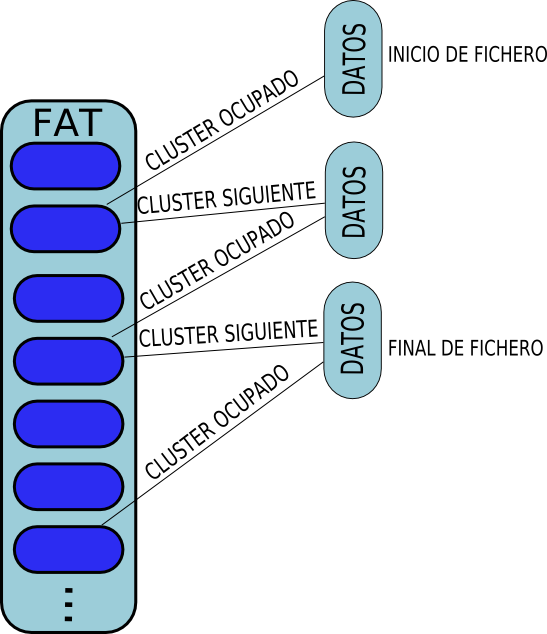 DATOS
INICIO DE FICHERO
CLUSTER OCUPADO
FAT
CLUSTER SIGUIENTE
DATOS
CLUSTER OCUPADO
CLUSTER SIGUIENTE
DATOS
FINAL DE FICHERO
CLUSTER OCUPADO
...